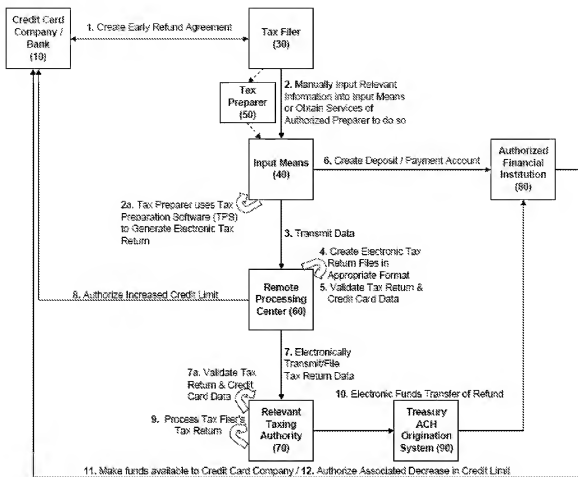 Credit Card
Company /
Bank
(10)
1. Create Early Refund Agreement
Tax Filer
(30)
Tax
Preparer
(50)
2. Manually Input Relevant
Information into Input Means
or Obtain Services of
Authorized Preparer to do so
Input Means
(40)
6. Create Deposit / Payment Account
Authorized
Financial
Institution
(80)
2a. Tax Preparer uses Tax
Preparation Software (TPS)
to Generate Electronic Tax
Return
3. Transmit Data
4. Create Electronic Tax
Return Files in
Appropriate Format
5. Validate Tax Return &
Credit Card Data
8. Authorize Increased Credit Limit
Remote
Processing
Center (60)
7. Electronically
Transmit/File
Tax Return Data
7a. Validate Tax
Return & Credit
Card Data
9. Process Tax Filer's
Tax Return
Relevant
Taxing
Authority
(70)
10. Electronic Funds Transfer of Refund
Treasury
ACH
Origination
System (90)
11. Make funds available to Credit Card Company / 12. Authorize Associated Decrease in Credit Limit